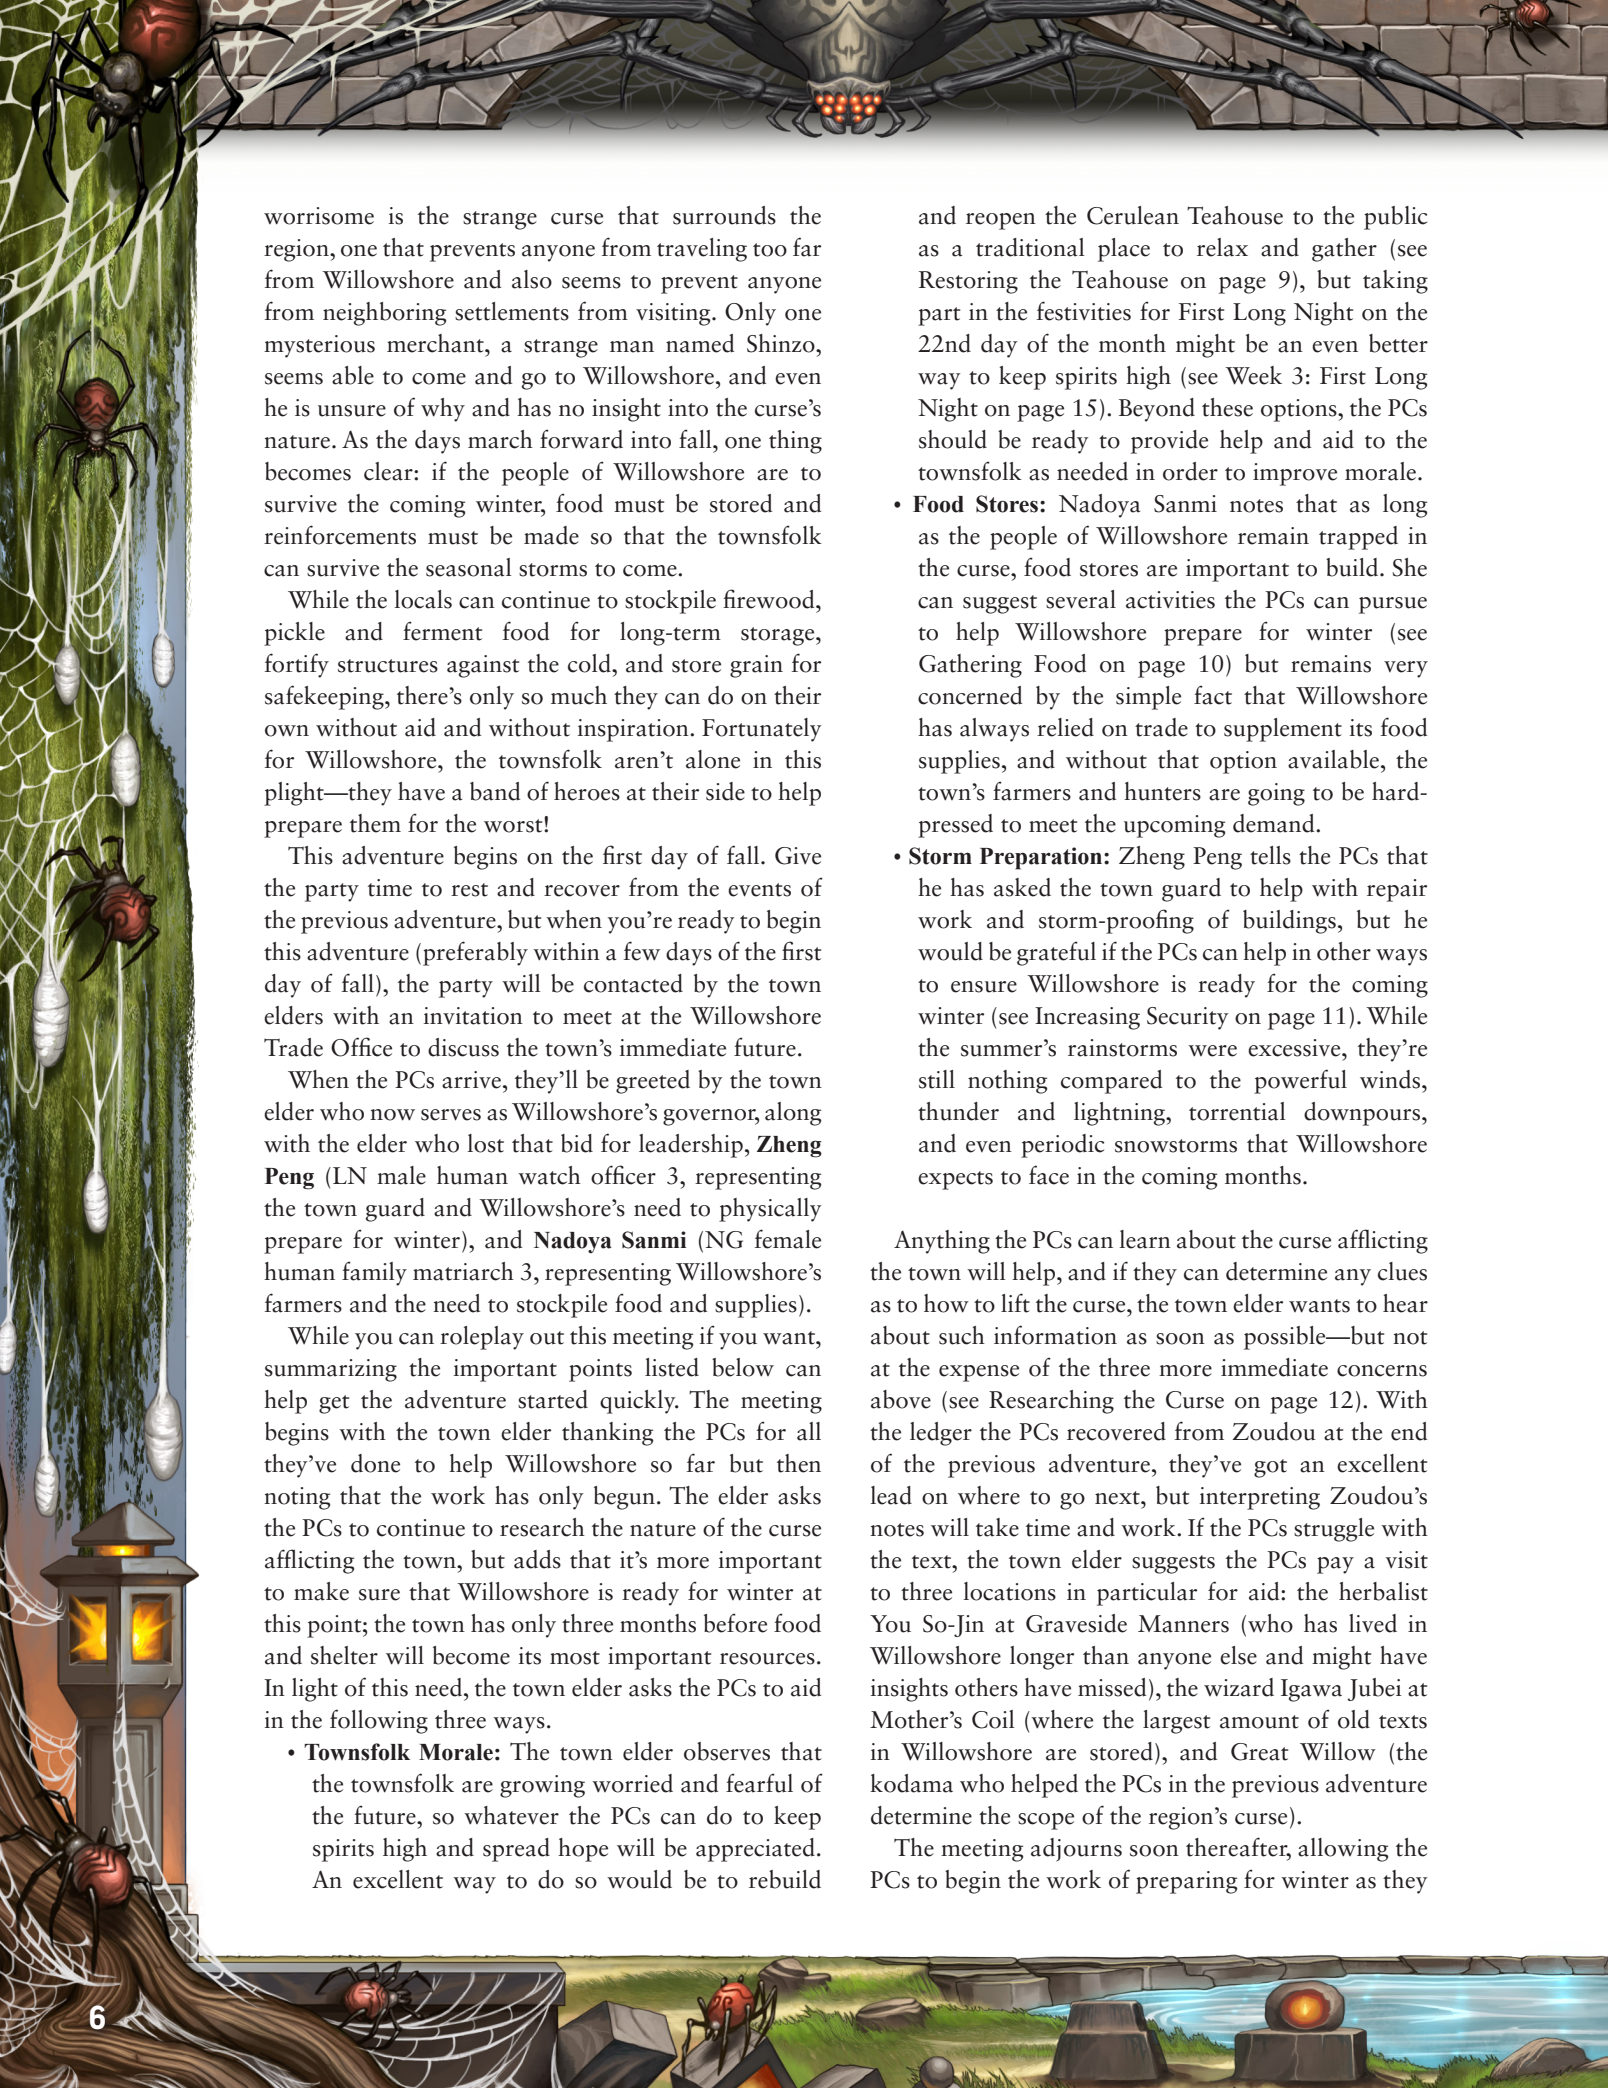 worrisome is the strange curse that surrounds the
region, one that prevents anyone from traveling too far
from Willowshore and also seems to prevent anyone
from neighboring settlements from visiting. Only one
mysterious merchant, a strange man named Shinzo,
seems able to come and go to Willowshore, and even
he is unsure of why and has no insight into the curse’s
nature. As the days march forward into fall, one thing
becomes clear: if the people of Willowshore are to
survive the coming winter, food must be stored and
reinforcements must be made so that the townsfolk
can survive the seasonal storms to come.
While the locals can continue to stockpile firewood,
pickle and ferment food for long-term storage,
fortify structures against the cold, and store grain for
safekeeping, there’s only so much they can do on their
own without aid and without inspiration. Fortunately
for Willowshore, the townsfolk aren’t alone in this
plight—they have a band of heroes at their side to help
prepare them for the worst!
This adventure begins on the first day of fall. Give
the party time to rest and recover from the events of
the previous adventure, but when you’re ready to begin
this adventure (preferably within a few days of the first
day of fall), the party will be contacted by the town
elders with an invitation to meet at the Willowshore
Trade Office to discuss the town’s immediate future.
When the PCs arrive, they’ll be greeted by the town
elder who now serves as Willowshore’s governor, along
with the elder who lost that bid for leadership, Zheng
Peng (LN male human watch officer 3, representing
the town guard and Willowshore’s need to physically
prepare for winter), and Nadoya Sanmi (NG female
human family matriarch 3, representing Willowshore’s
farmers and the need to stockpile food and supplies).
While you can roleplay out this meeting if you want,
summarizing the important points listed below can
help get the adventure started quickly. The meeting
begins with the town elder thanking the PCs for all
they’ve done to help Willowshore so far but then
noting that the work has only begun. The elder asks
the PCs to continue to research the nature of the curse
afflicting the town, but adds that it’s more important
to make sure that Willowshore is ready for winter at
this point; the town has only three months before food
and shelter will become its most important resources.
In light of this need, the town elder asks the PCs to aid
in the following three ways.
• Townsfolk Morale: The town elder observes that
the townsfolk are growing worried and fearful of
the future, so whatever the PCs can do to keep
spirits high and spread hope will be appreciated.
An excellent way to do so would be to rebuild
and reopen the Cerulean Teahouse to the public
as a traditional place to relax and gather (see
Restoring the Teahouse on page 9), but taking
part in the festivities for First Long Night on the
22nd day of the month might be an even better
way to keep spirits high (see Week 3: First Long
Night on page 15). Beyond these options, the PCs
should be ready to provide help and aid to the
townsfolk as needed in order to improve morale.
• Food Stores: Nadoya Sanmi notes that as long
as the people of Willowshore remain trapped in
the curse, food stores are important to build. She
can suggest several activities the PCs can pursue
to help Willowshore prepare for winter (see
Gathering Food on page 10) but remains very
concerned by the simple fact that Willowshore
has always relied on trade to supplement its food
supplies, and without that option available, the
town’s farmers and hunters are going to be hard-
pressed to meet the upcoming demand.
• Storm Preparation: Zheng Peng tells the PCs that
he has asked the town guard to help with repair
work and storm-proofing of buildings, but he
would be grateful if the PCs can help in other ways
to ensure Willowshore is ready for the coming
winter (see Increasing Security on page 11). While
the summer’s rainstorms were excessive, they’re
still nothing compared to the powerful winds,
thunder and lightning, torrential downpours,
and even periodic snowstorms that Willowshore
expects to face in the coming months.
Anything the PCs can learn about the curse afflicting
the town will help, and if they can determine any clues
as to how to lift the curse, the town elder wants to hear
about such information as soon as possible—but not
at the expense of the three more immediate concerns
above (see Researching the Curse on page 12). With
the ledger the PCs recovered from Zoudou at the end
of the previous adventure, they’ve got an excellent
lead on where to go next, but interpreting Zoudou’s
notes will take time and work. If the PCs struggle with
the text, the town elder suggests the PCs pay a visit
to three locations in particular for aid: the herbalist
You So-Jin at Graveside Manners (who has lived in
Willowshore longer than anyone else and might have
insights others have missed), the wizard Igawa Jubei at
Mother’s Coil (where the largest amount of old texts
in Willowshore are stored), and Great Willow (the
kodama who helped the PCs in the previous adventure
determine the scope of the region’s curse).
The meeting adjourns soon thereafter, allowing the
PCs to begin the work of preparing for winter as they
6